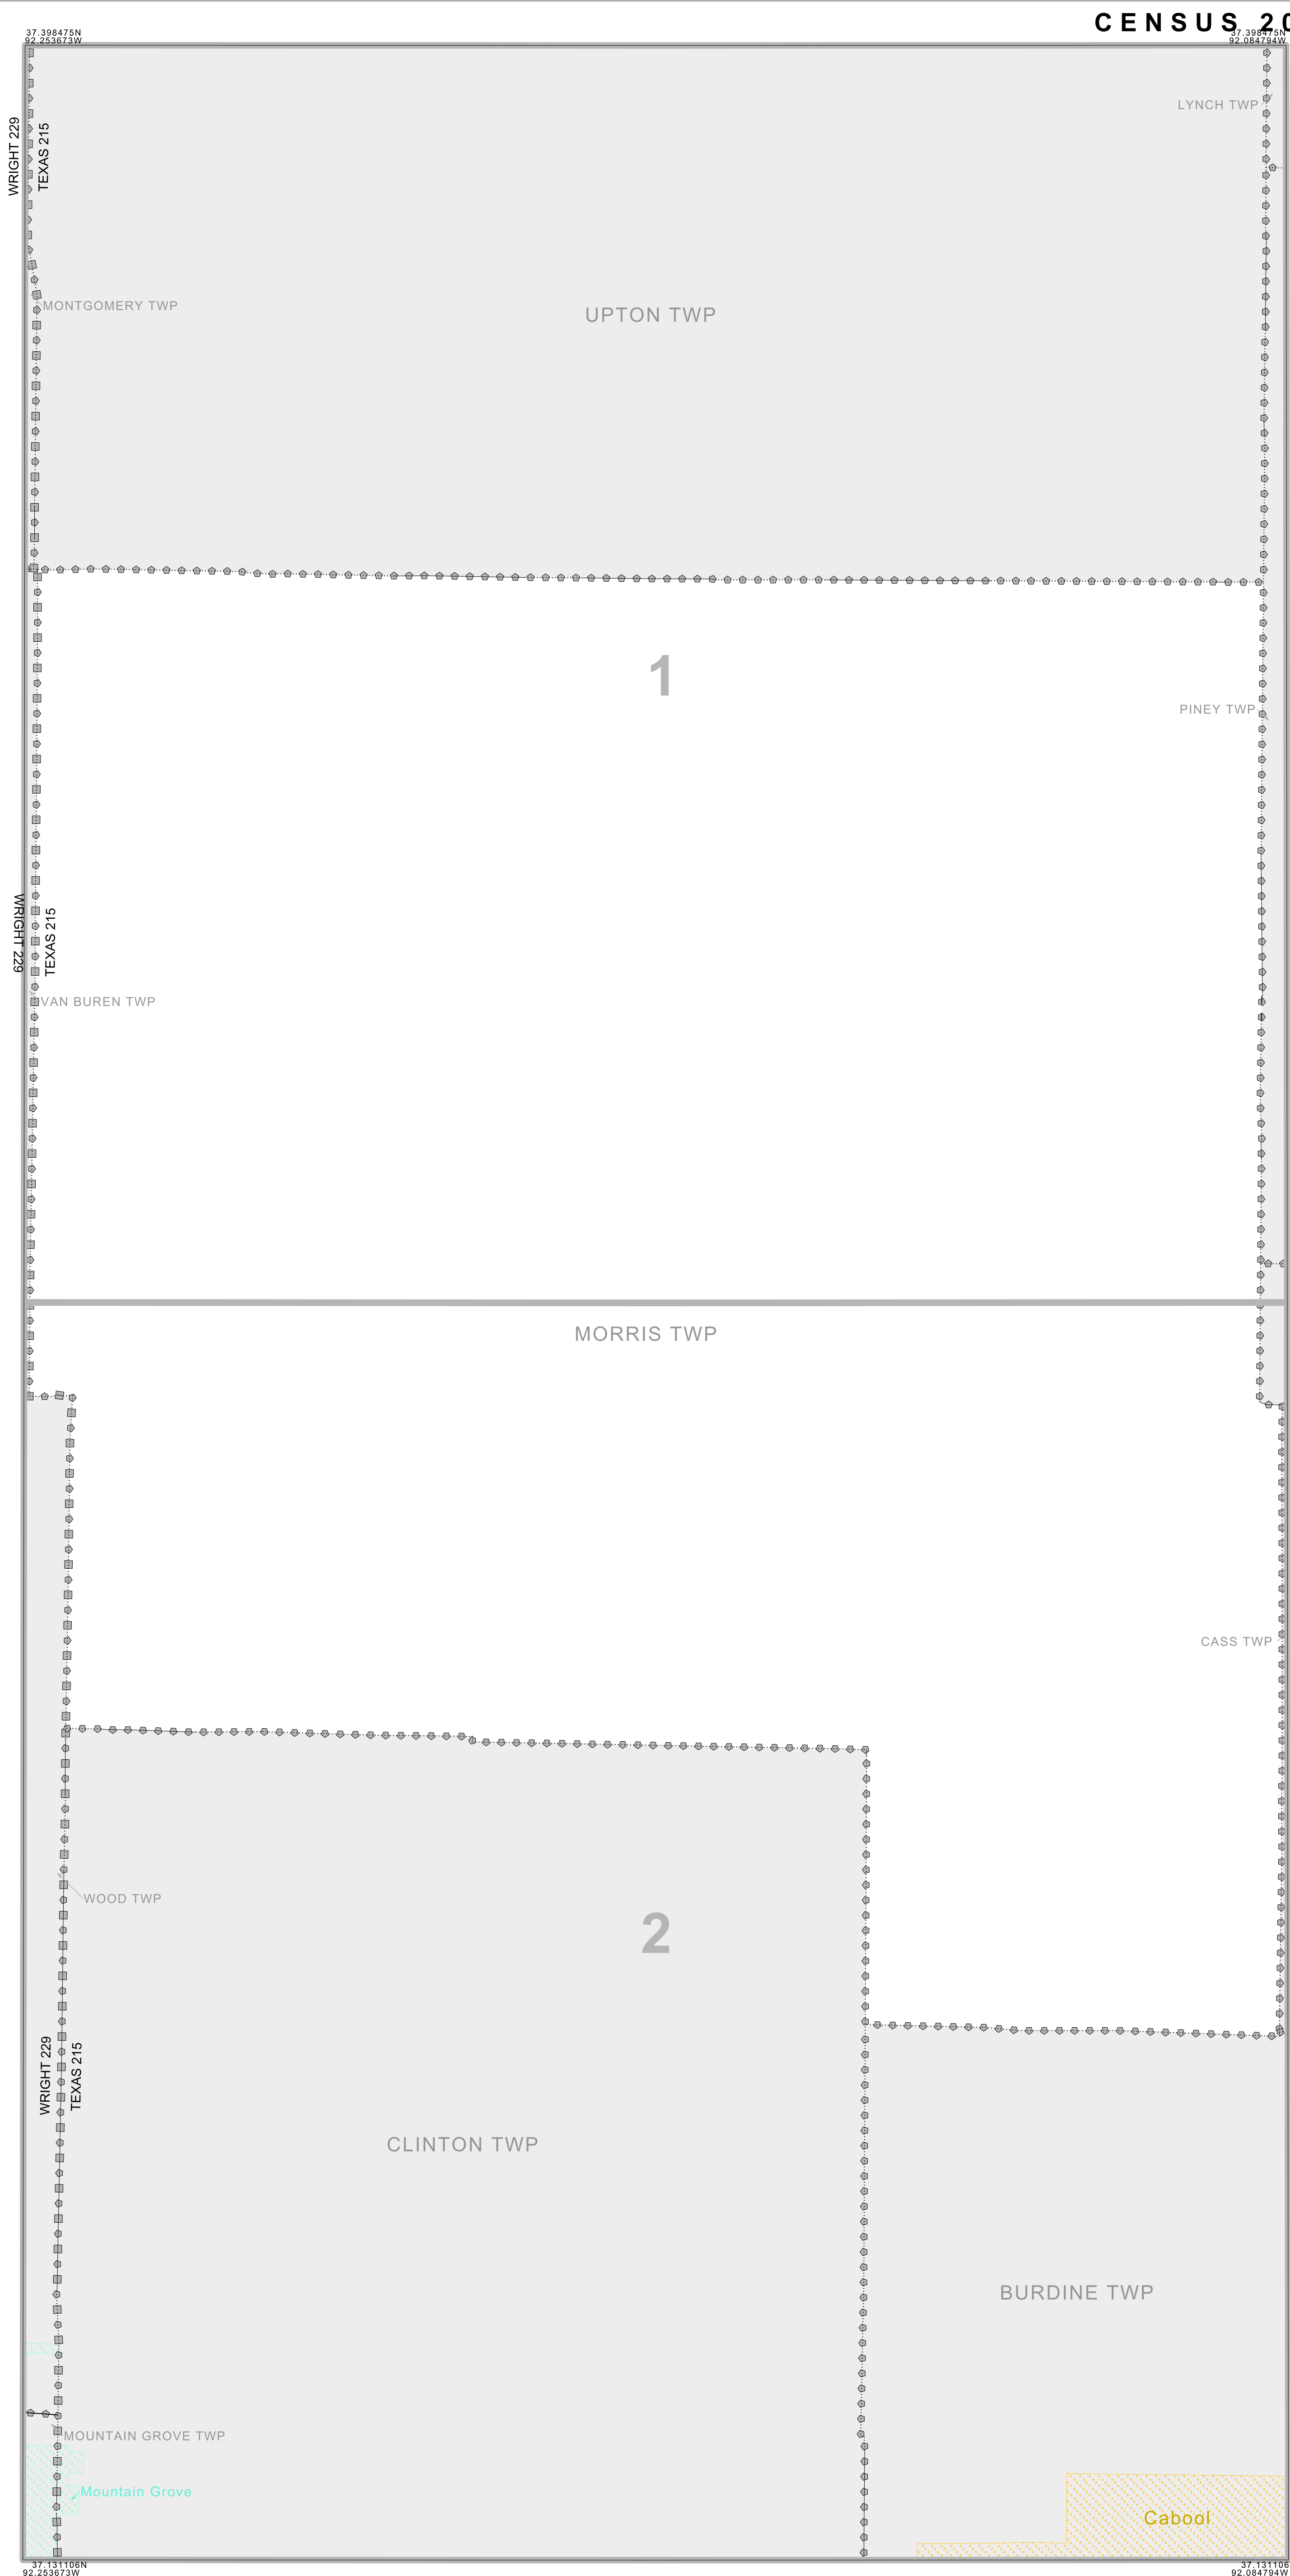 CENSUS 20
37.398475N
92.253673W
37.398475N
92.084794W
LYNCH TWP
WRIGHT 229
TEXAS 215
MONTGOMERY TWP
UPTON TWP
1
PINEY TWP
WRIGHT 229
TEXAS 215
VAN BUREN TWP
MORRIS TWP
CASS TWP
WOOD TWP
2
WRIGHT 229
TEXAS 215
CLINTON TWP
BURDINE TWP
MOUNTAIN GROVE TWP
Mountain Grove
Cabool
37.131106N
92.253673W
37.131106
92.084794W